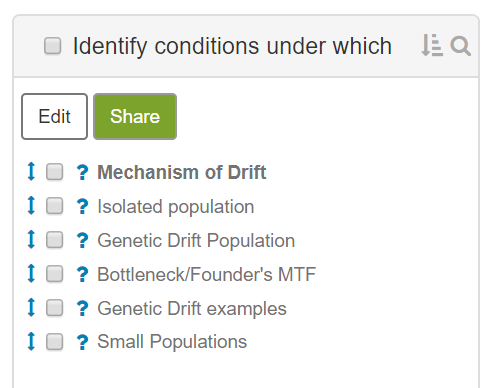 Identify conditions under which
Edit Share
? Mechanism of Drift
? Isolated population
? Genetic Drift Population
? Bottleneck/Founder's MTF
? Genetic Drift examples
? Small Populations